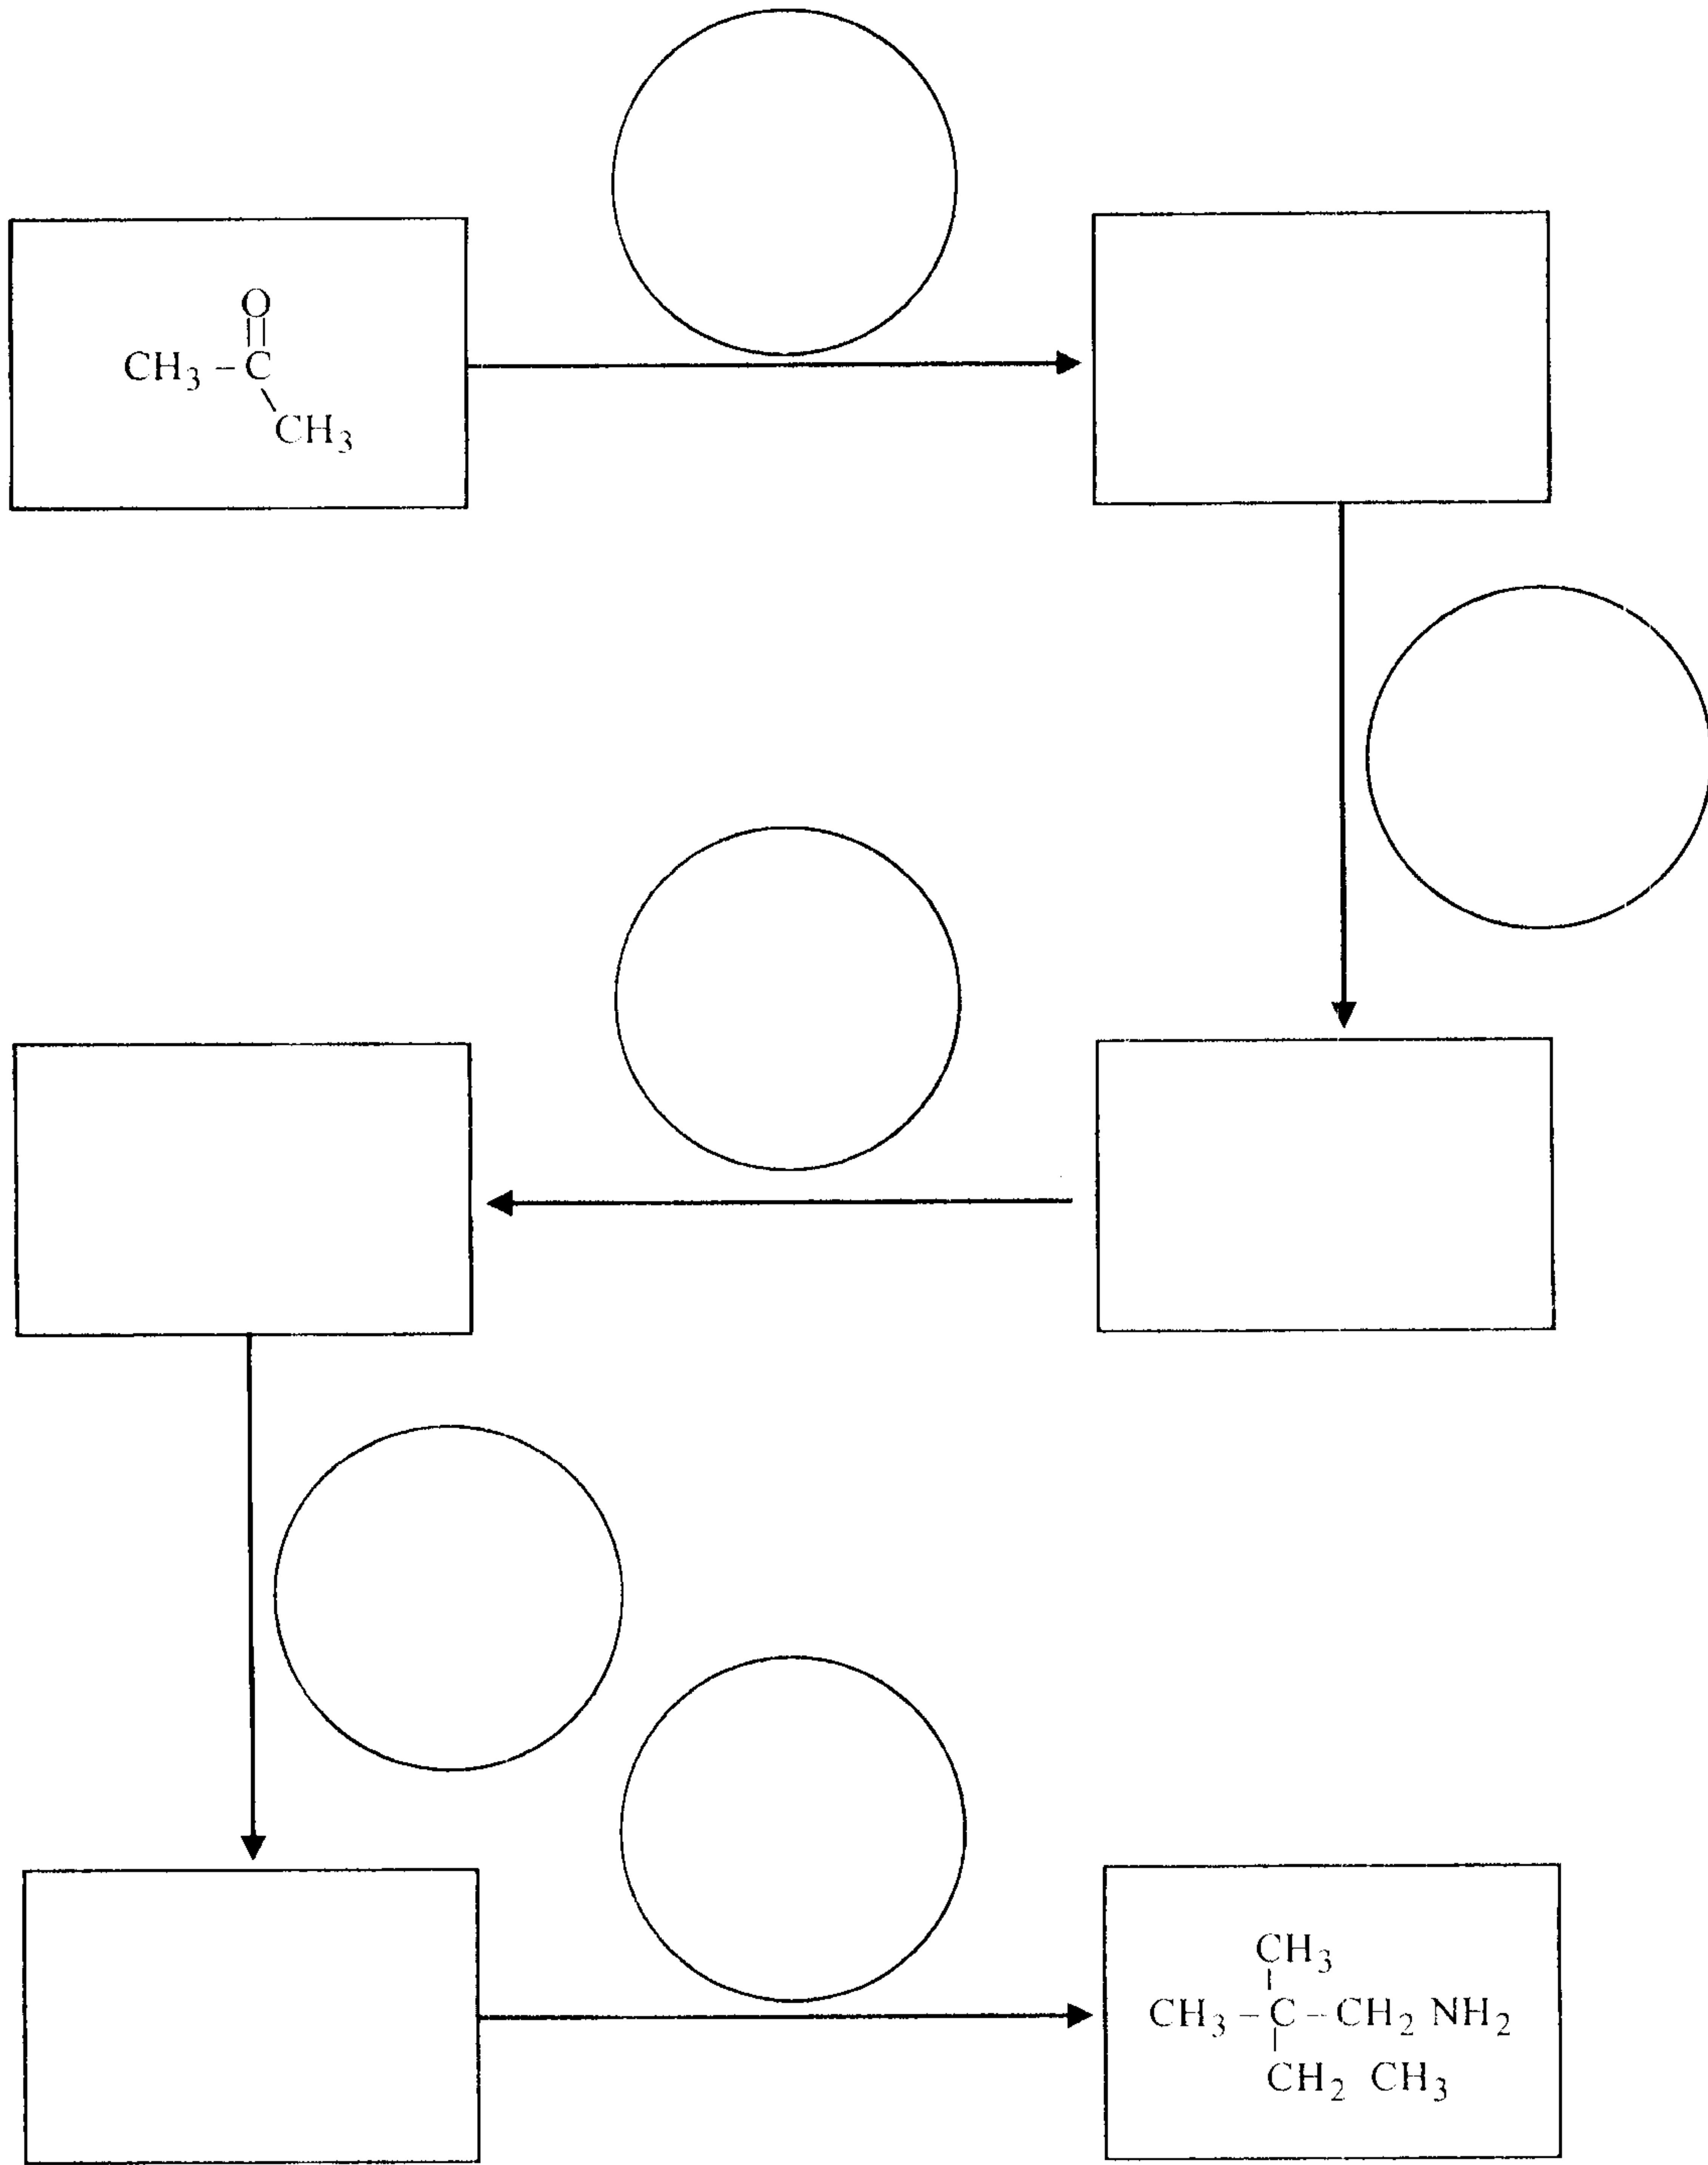 O
CH3 – C
CH3
CH3
CH3 – C – CH2 NH2
CH2 CH3